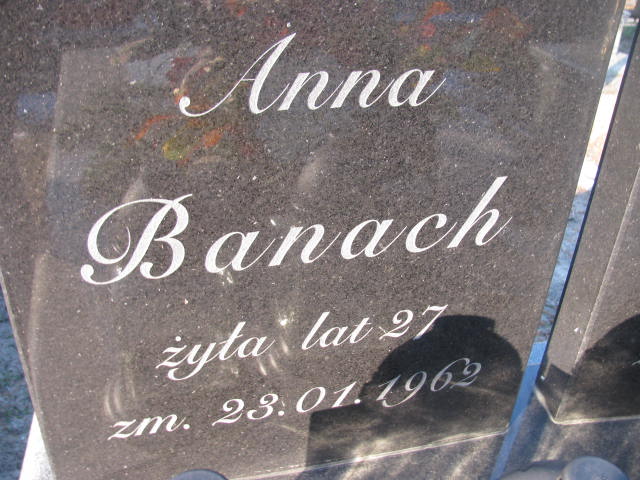 Anna
Banach
żyła lat 27
zm. 23.01.1962